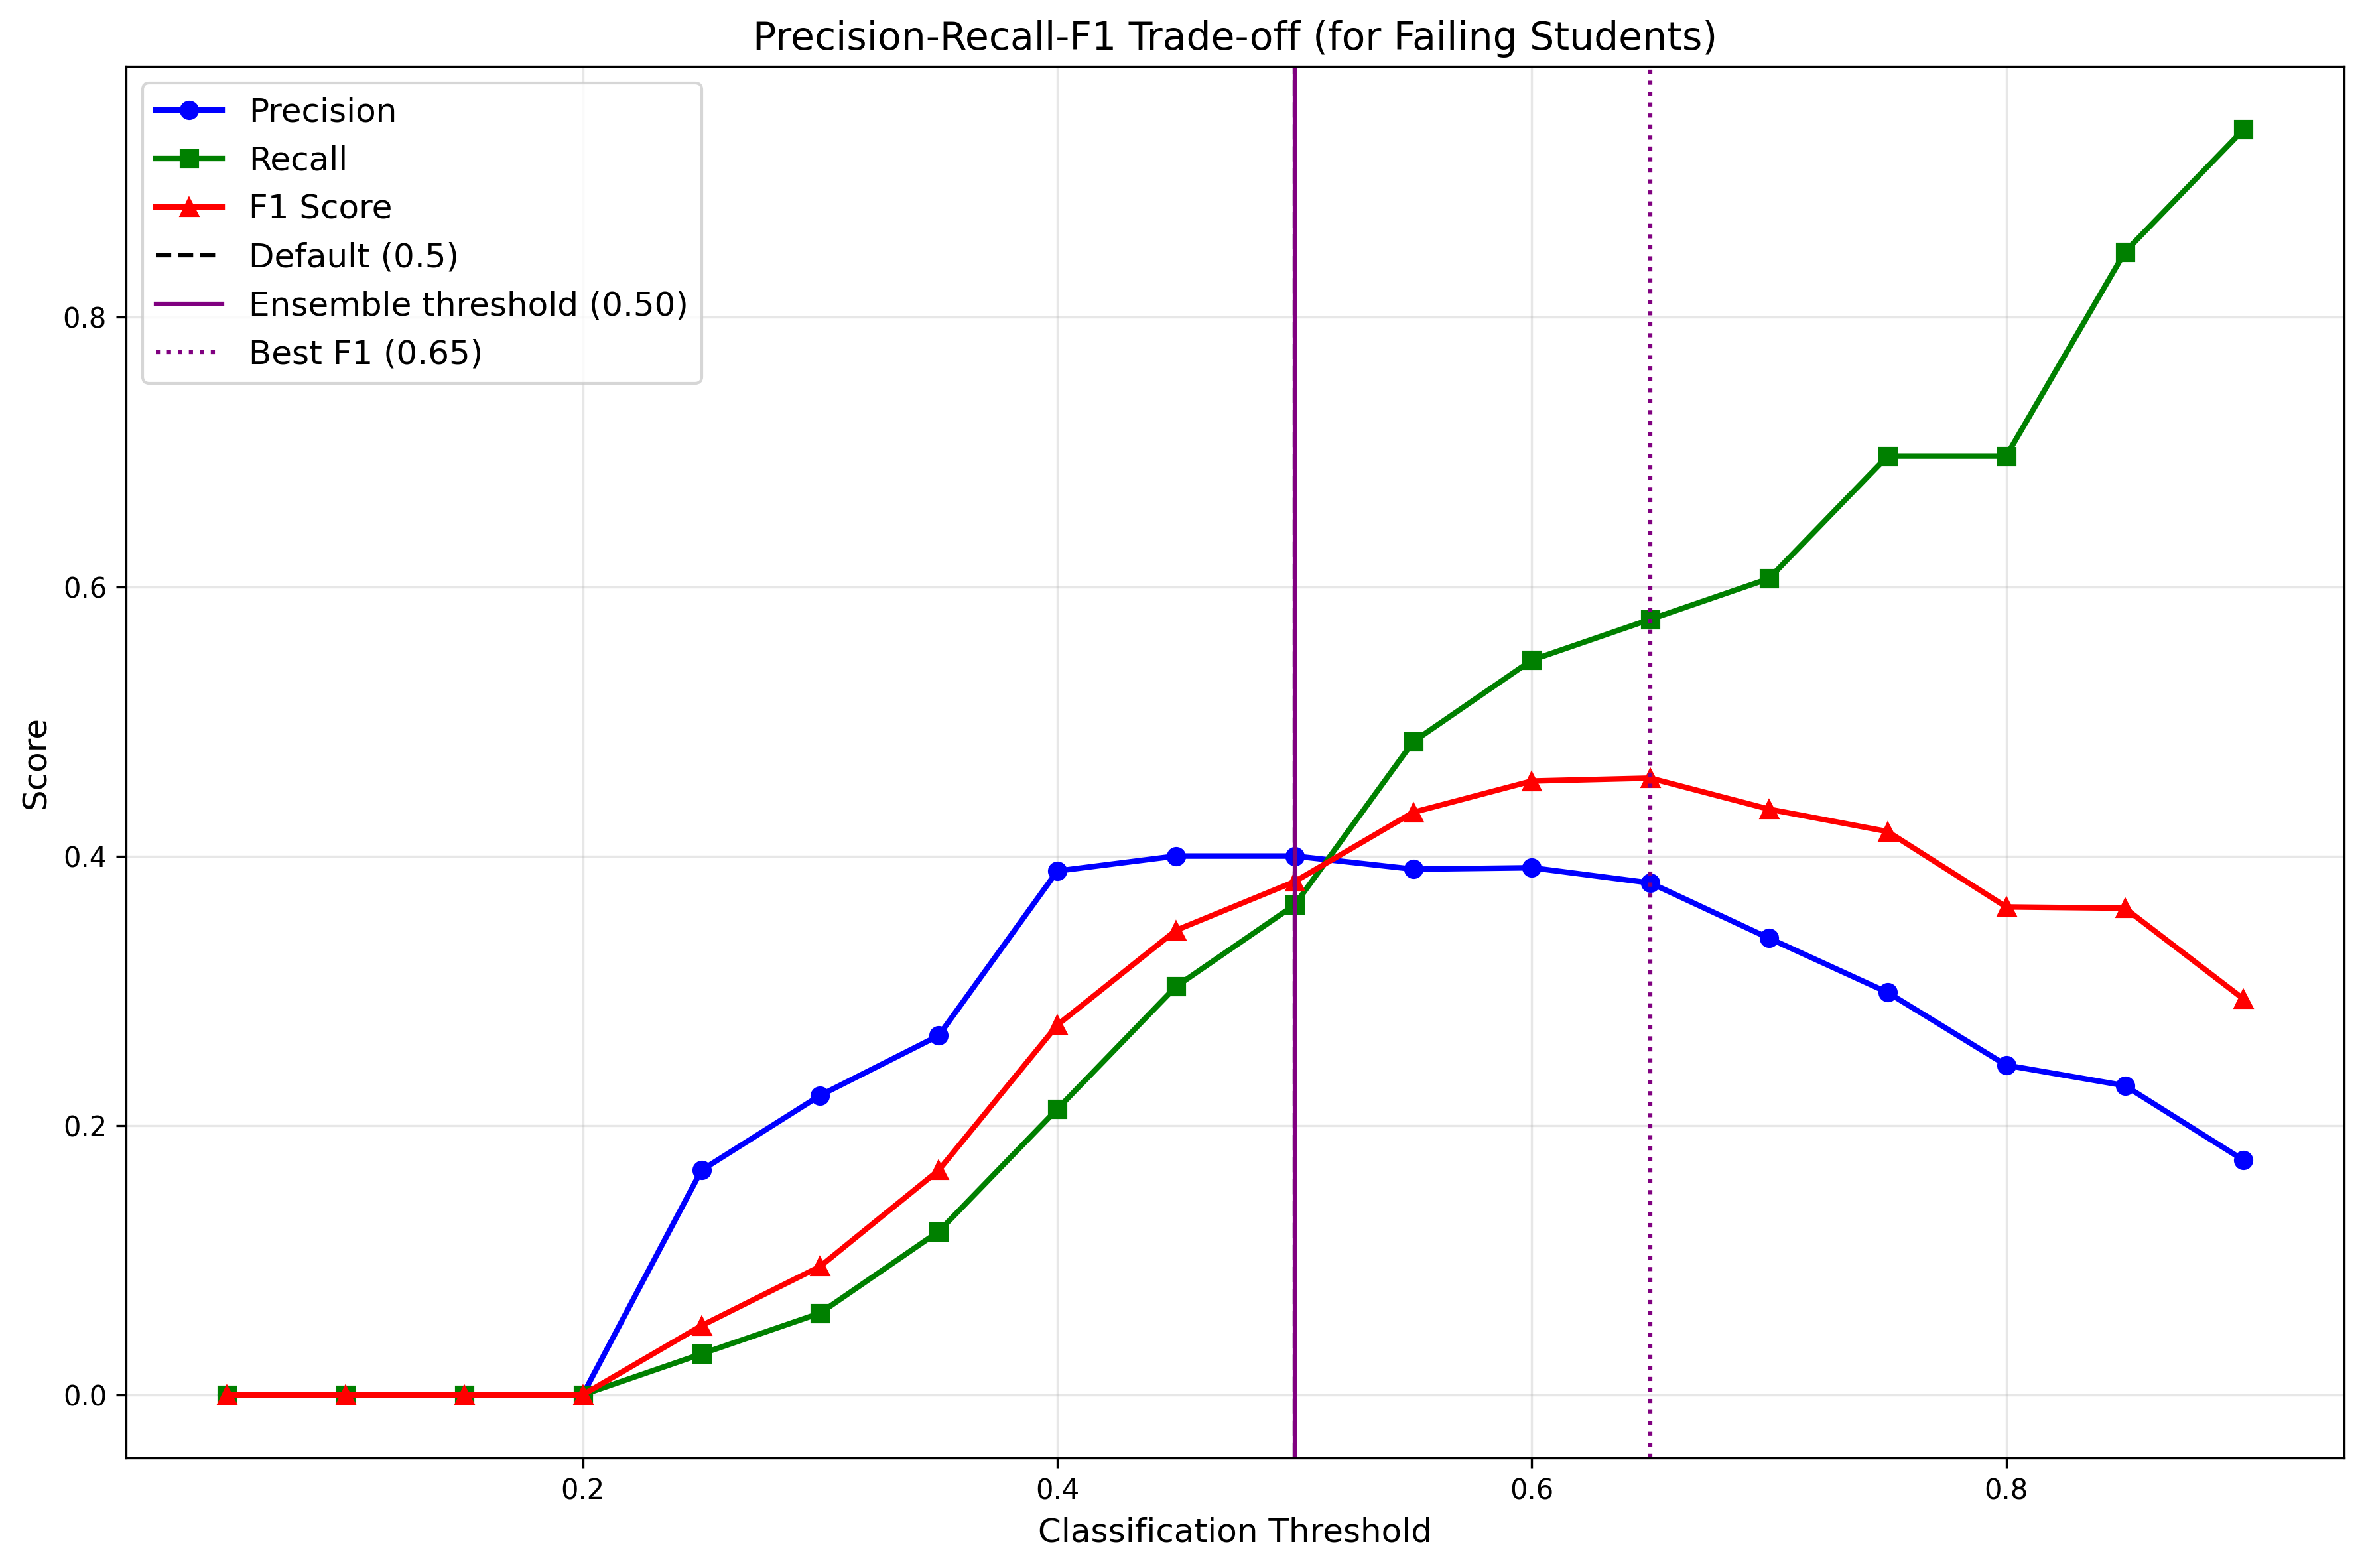 Precision-Recall-F1 Trade-off (for Failing Students)
Precision
Recall
F1 Score
Default (0.5)
Ensemble threshold (0.50)
Best F1 (0.65)
Score
0.8
0.6
0.4
0.2
0.0
0.2 0.4 0.6 0.8
Classification Threshold